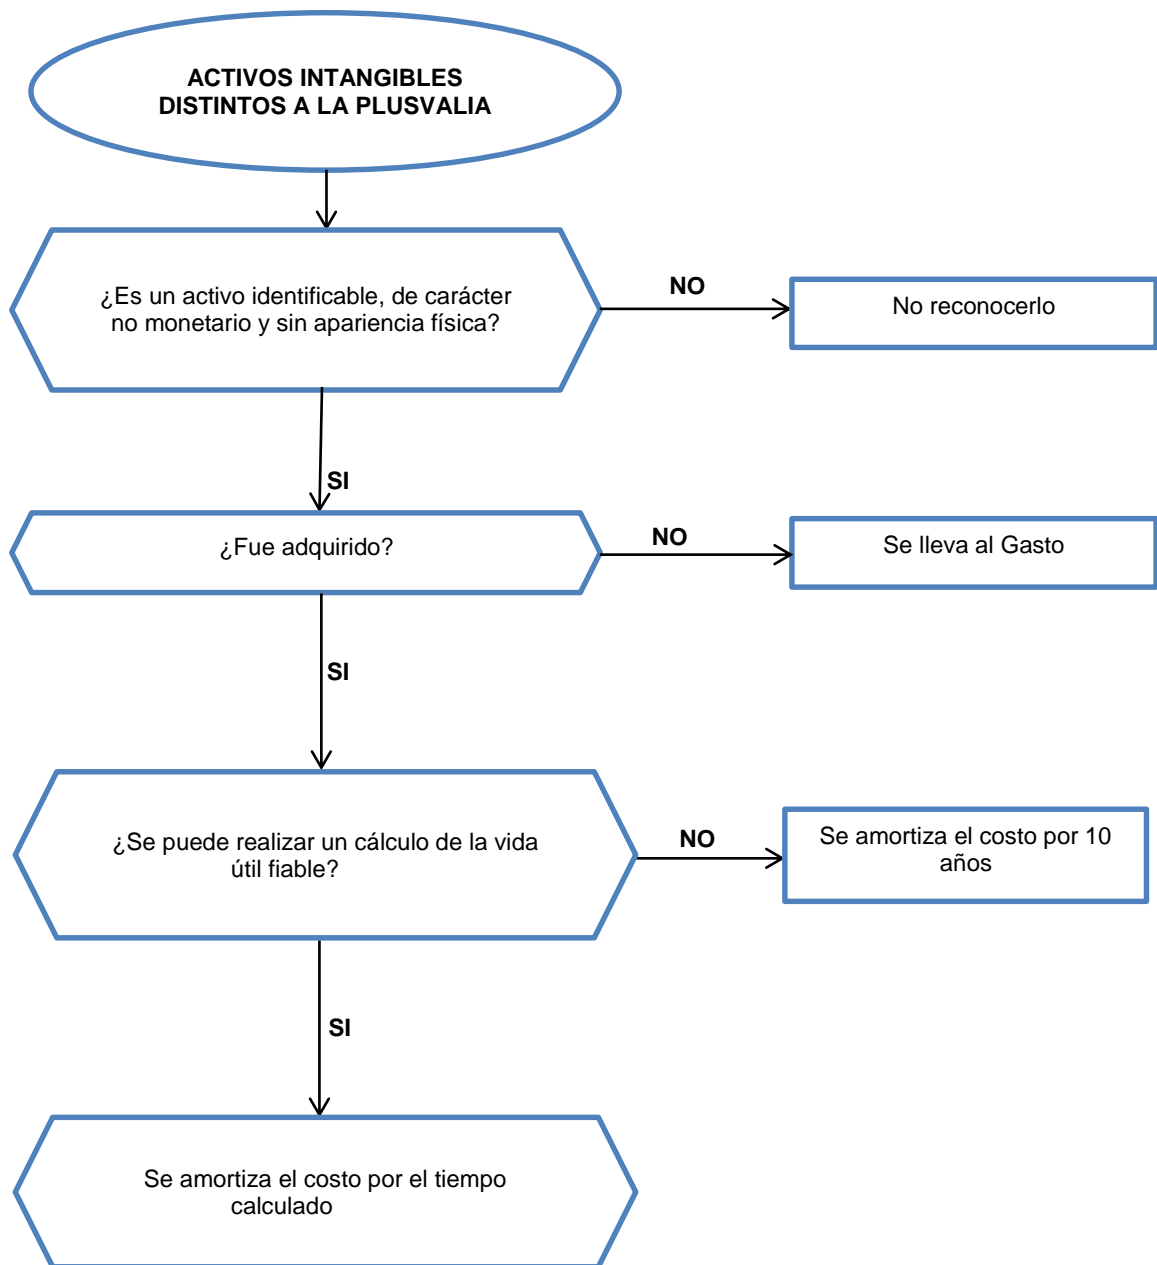 ACTIVOS INTANGIBLES
DISTINTOS A LA PLUSVALIA
¿Es un activo identificable, de carácter
no monetario y sin apariencia física?
NO
No reconocerlo
SI
¿Fue adquirido?
NO
Se lleva al Gasto
SI
¿Se puede realizar un cálculo de la vida
útil fiable?
NO
Se amortiza el costo por 10
años
SI
Se amortiza el costo por el tiempo
calculado